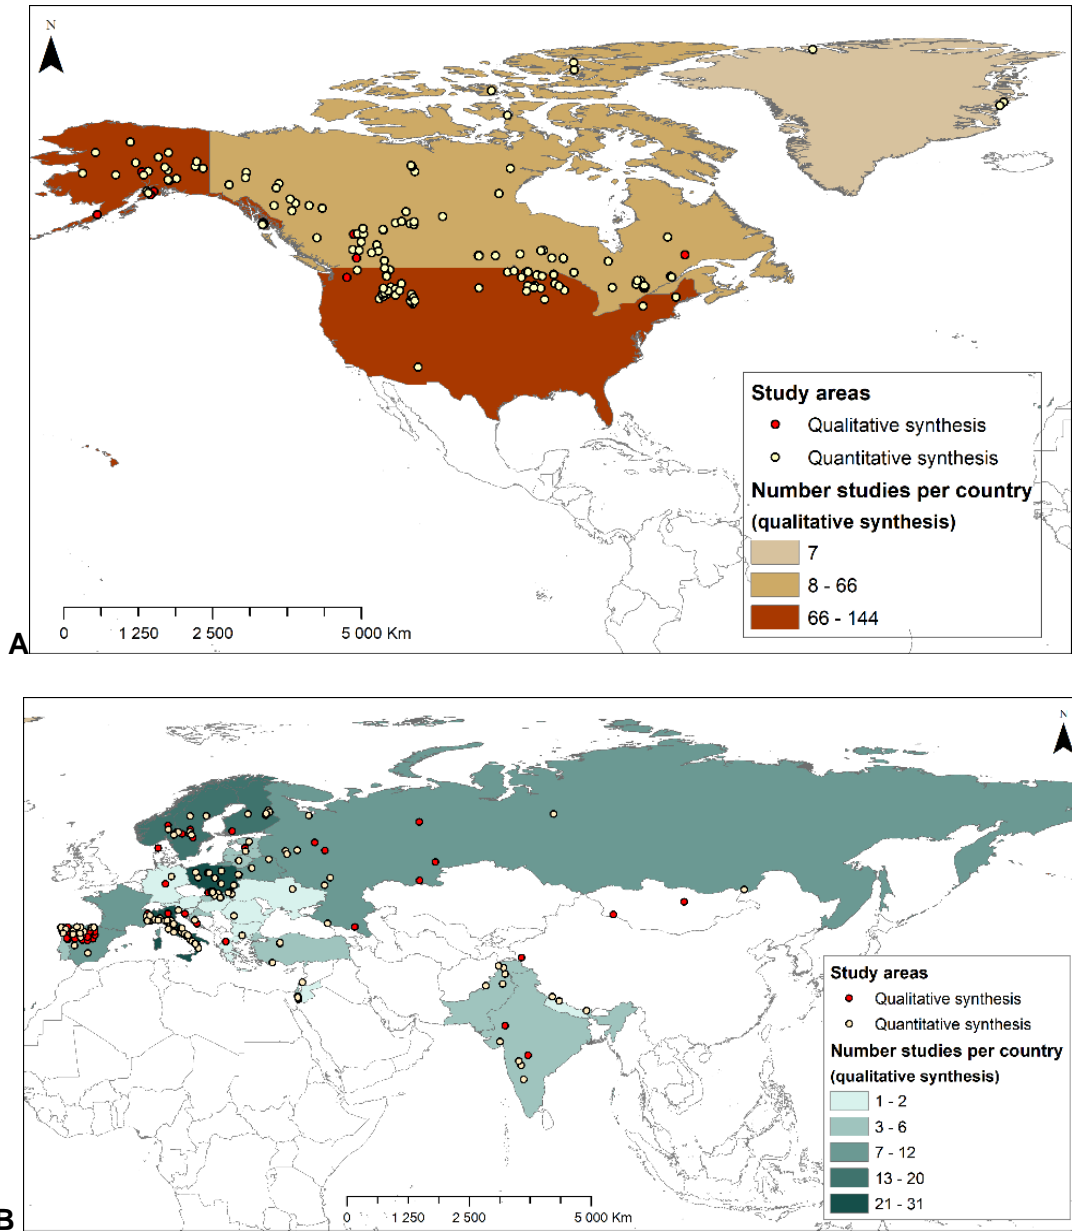 N
Study areas
Qualitative synthesis
Quantitative synthesis
Number studies per country
(qualitative synthesis)
7
8 - 66
66 - 144
0 1 250 2 500 5 000 Km
A
N
Study areas
Qualitative synthesis
Quantitative synthesis
Number studies per country
(qualitative synthesis)
1 - 2
3 - 6
7 - 12
13 - 20
21 - 31
0 1 250 2 500 5 000 Km
B